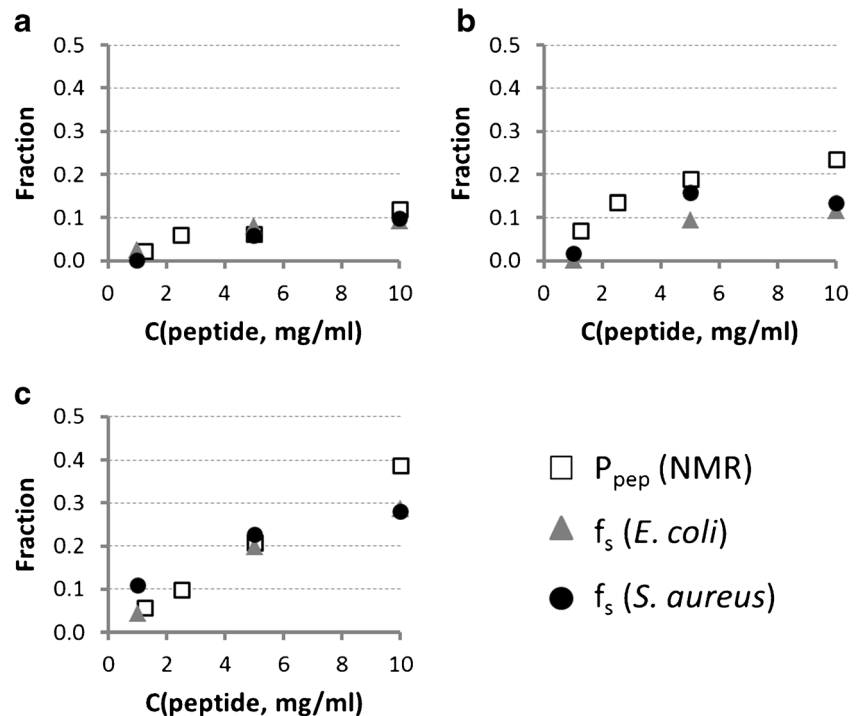 a
0.5
0.4
0.3
0.2
0.1
0.0
Fraction
0 2 4 6 8 10
C(peptide, mg/ml)
b
0.5
0.4
0.3
0.2
0.1
0.0
Fraction
0 2 4 6 8 10
C(peptide, mg/ml)
c
0.5
0.4
0.3
0.2
0.1
0.0
Fraction
0 2 4 6 8 10
C(peptide, mg/ml)
Ppep (NMR)
fs (E. coli)
fs (S. aureus)